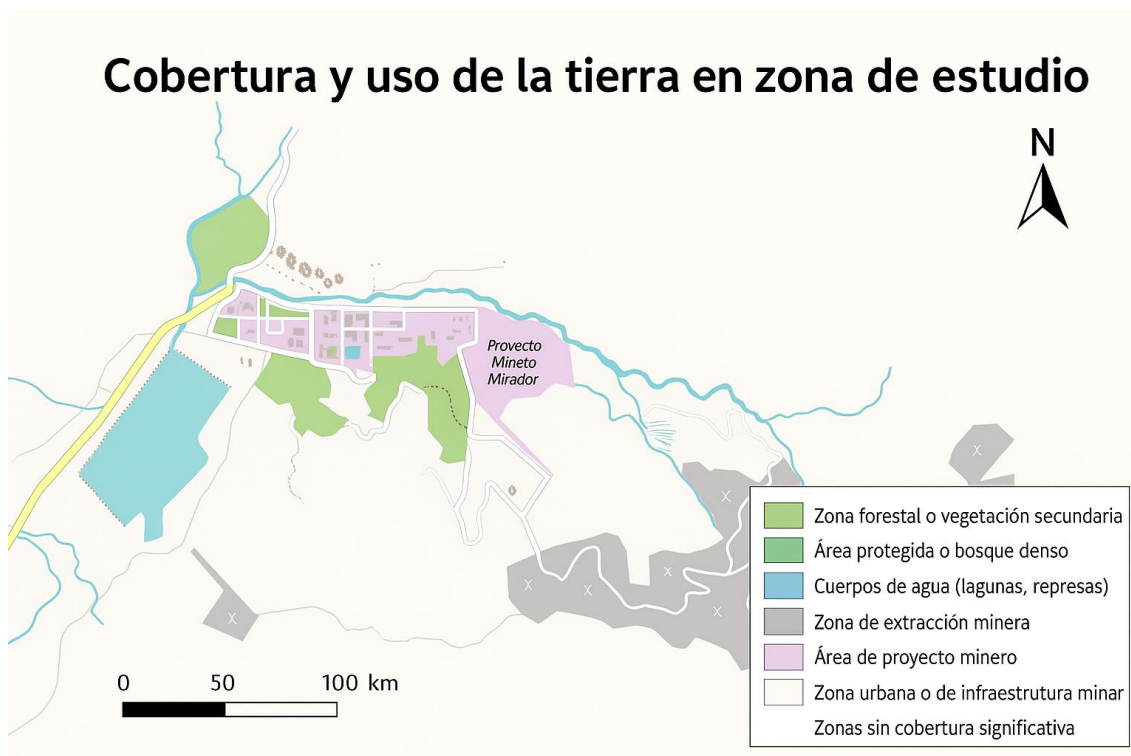 Cobertura y uso de la tierra en zona de estudio
N
Provecto
Mineto
Mirador
X
X
X
X
X
X
X
0 50 100 km
Zona forestal o vegetación secundaria
Área protegida o bosque denso
Cuerpos de agua (lagunas, represas)
Zona de extracción minera
Área de proyecto minero
Zona urbana o de infraestrutura minar
Zonas sin cobertura significativa